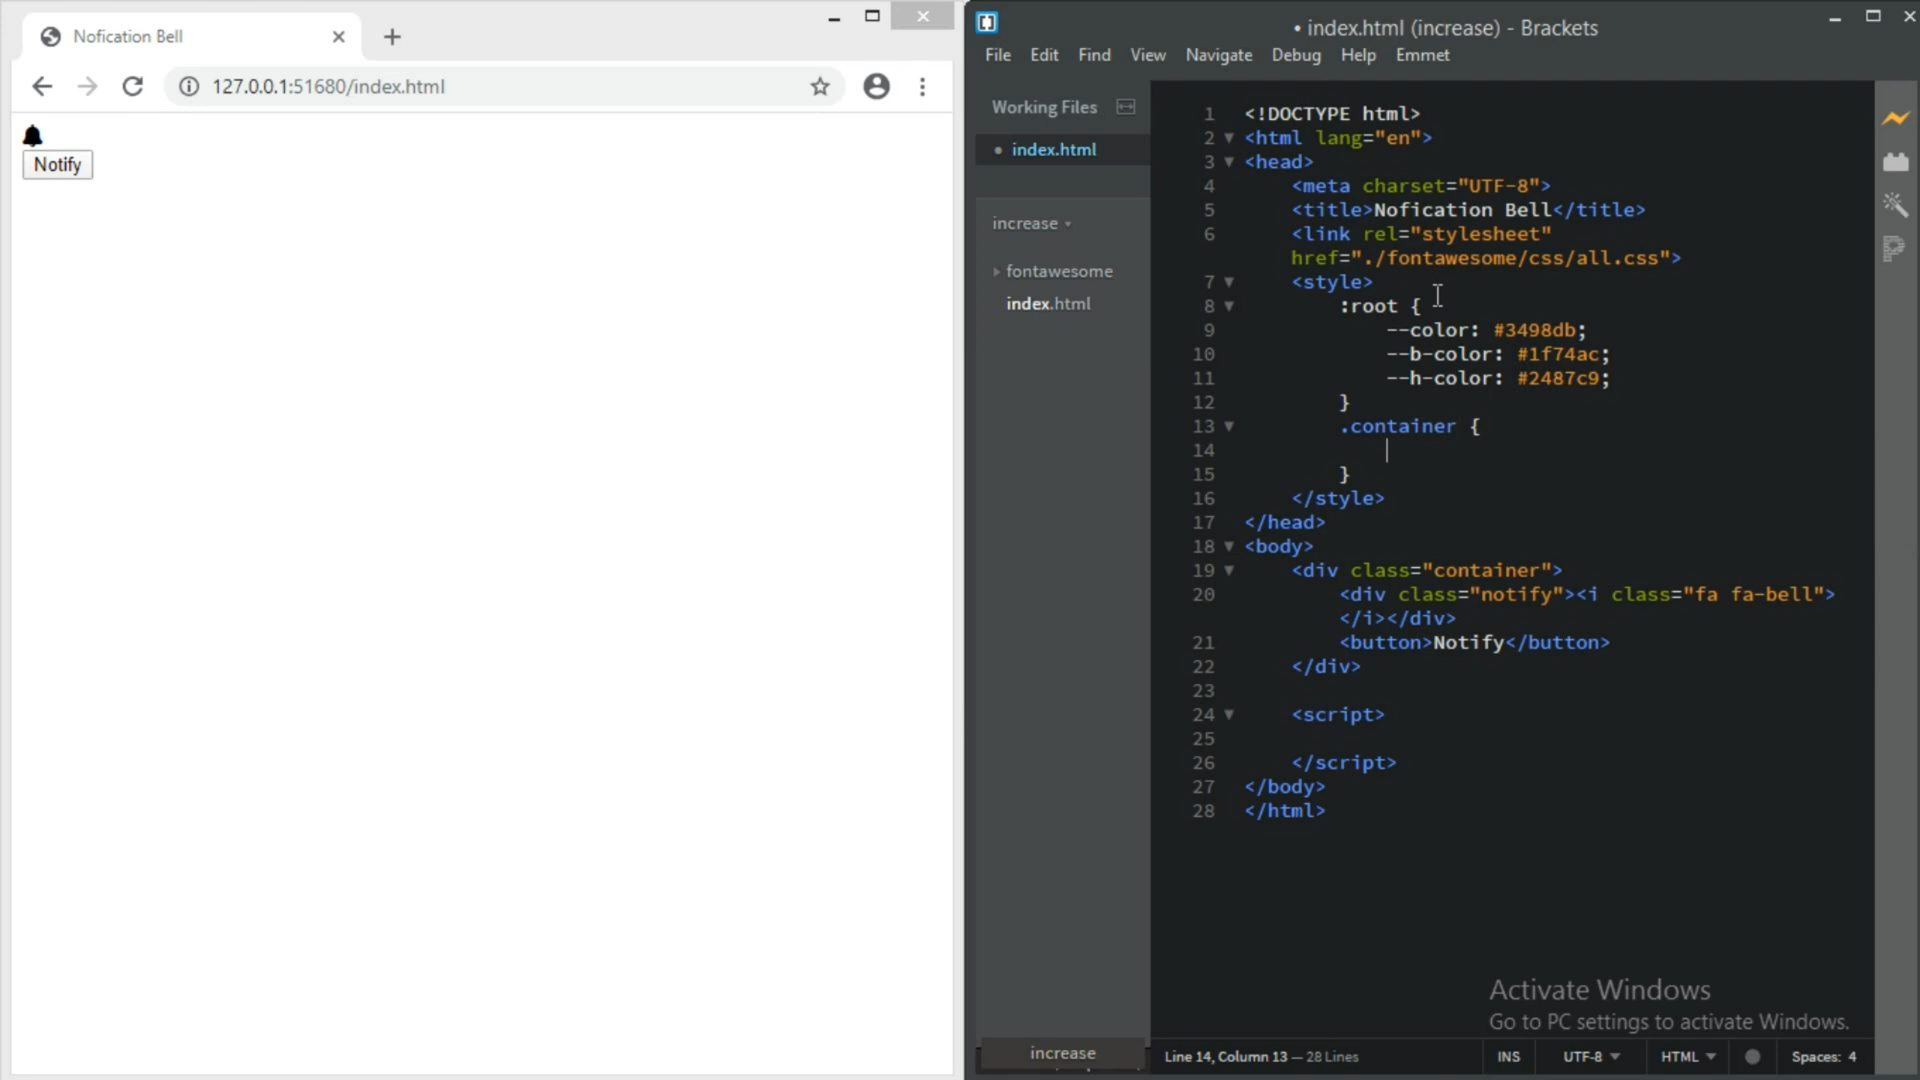 Nofication Bell
127.0.0.1:51680/index.html
Notify
• index.html (increase) - Brackets
File Edit Find View Navigate Debug Help Emmet
Working Files
• index.html
increase
fontawesome
index.html
1 <!DOCTYPE html>
2 <html lang="en">
3 <head>
4 <meta charset="UTF-8">
5 <title>Nofication Bell</title>
6 <link rel="stylesheet"
href="./fontawesome/css/all.css">
7 <style>
8 :root {
9 --color: #3498db;
10 --b-color: #1f74ac;
11 --h-color: #2487c9;
12 }
13 .container {
14
15 }
16 </style>
17 </head>
18 <body>
19 <div class="container">
20 <div class="notify"><i class="fa fa-bell">
</i></div>
21 <button>Notify</button>
22 </div>
23
24 <script>
25
26 </script>
27 </body>
28 </html>
Activate Windows
Go to PC settings to activate Windows.
increase
Line 14, Column 13 — 28 Lines
INS UTF-8 HTML Spaces: 4